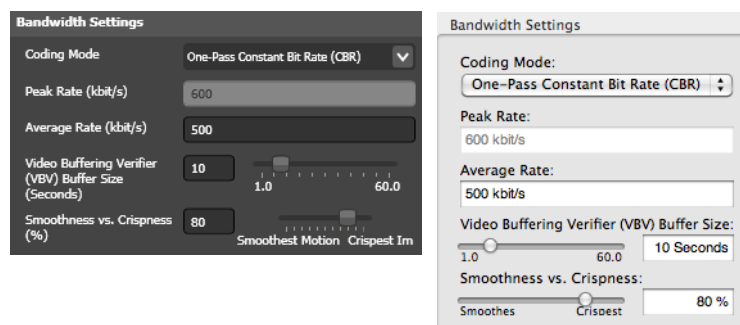 Bandwidth Settings
Coding Mode
One-Pass Constant Bit Rate (CBR)
Peak Rate (kbit/s)
600
Average Rate (kbit/s)
500
Video Buffering Verifier
(VBV) Buffer Size
(Seconds)
10
1.0 60.0
Smoothness vs. Crispness
(%)
80
Smoothest Motion Crispest Im
Bandwidth Settings
Coding Mode:
One-Pass Constant Bit Rate (CBR)
Peak Rate:
600 kbit/s
Average Rate:
500 kbit/s
Video Buffering Verifier (VBV) Buffer Size:
10 Seconds
1.0 60.0
Smoothness vs. Crispness:
80 %
Smoothes Crispest